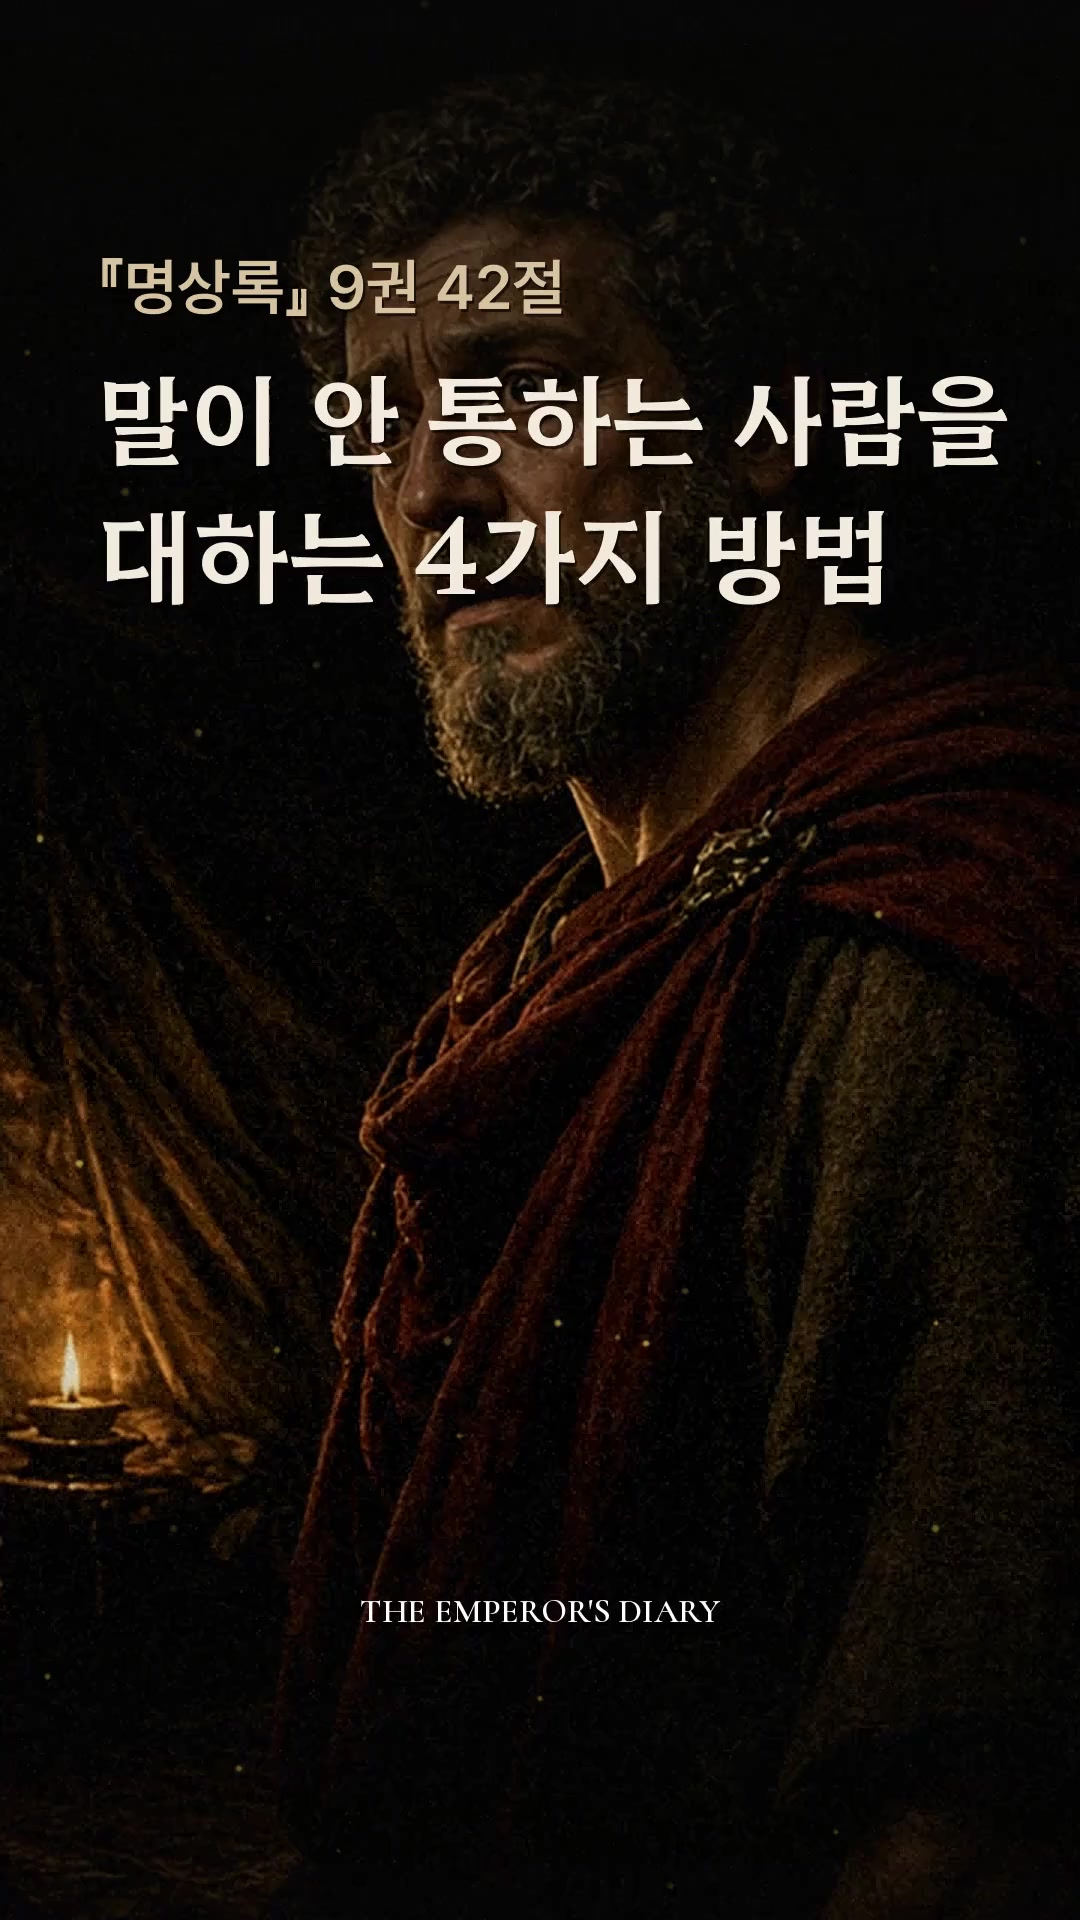 『명상록』 9권 42절
말이 안 통하는 사람을
대하는 4가지 방법
THE EMPEROR'S DIARY